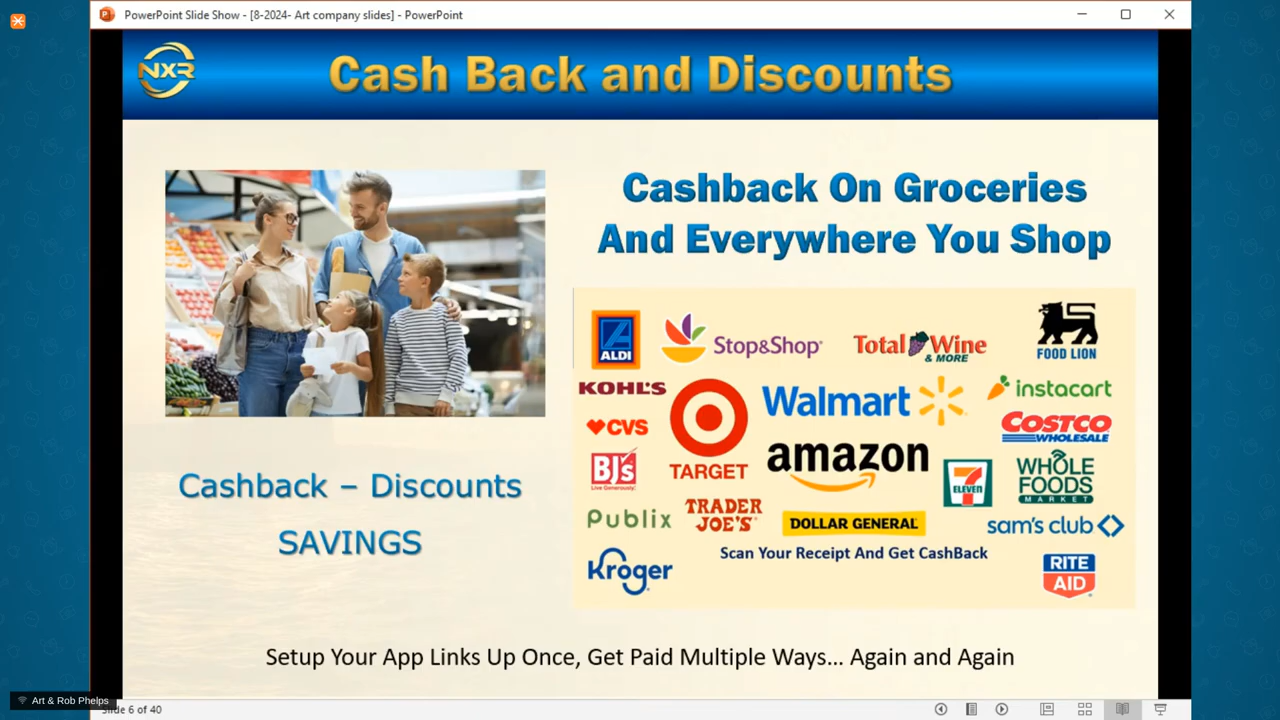 PowerPoint Slide Show - [8-2024- Art company slides] - PowerPoint
NXR
Cash Back and Discounts
Cashback On Groceries
And Everywhere You Shop
ALDI
Stop&Shop
Total Wine
& MORE
FOOD LION
KOHL'S
Walmart
instacart
CVS
TARGET
COSTCO
WHOLESALE
BJ's
Live Generously.
amazon
7 ELEVEN
WHOLE
FOODS
MARKET
Publix
TRADER
JOE'S
DOLLAR GENERAL
sam's club
Scan Your Receipt And Get CashBack
Kroger
RITE
AID
Cashback – Discounts
SAVINGS
Setup Your App Links Up Once, Get Paid Multiple Ways... Again and Again
Art & Rob Phelps
Slide 6 of 40